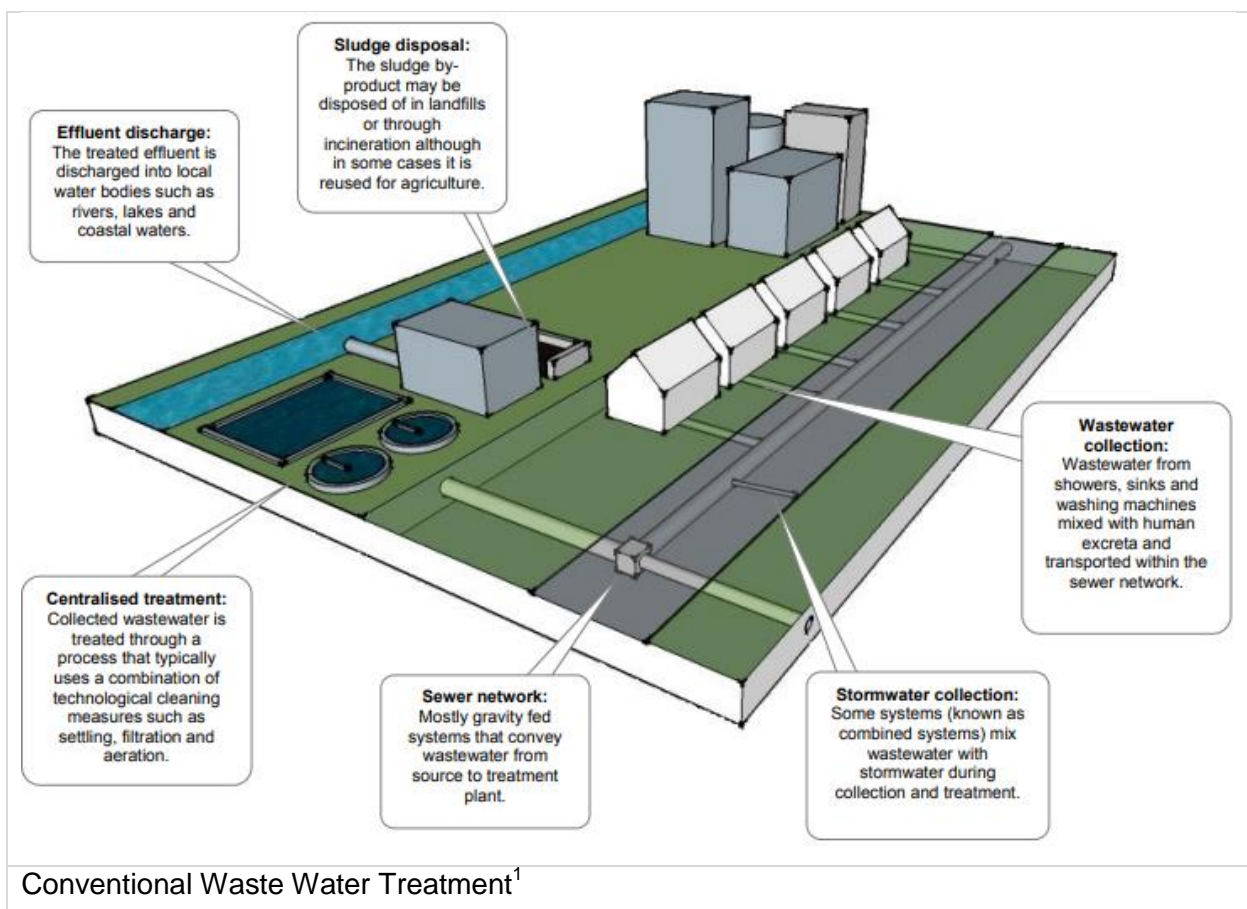 Sludge disposal:
The sludge by-
product may be
disposed of in landfills
or through
incineration although
in some cases it is
reused for agriculture.
Effluent discharge:
The treated effluent is
discharged into local
water bodies such as
rivers, lakes and
coastal waters.
Wastewater
collection:
Wastewater from
showers, sinks and
washing machines
mixed with human
excreta and
transported within the
sewer network.
Centralised treatment:
Collected wastewater is
treated through a
process that typically
uses a combination of
technological cleaning
measures such as
settling, filtration and
aeration.
Sewer network:
Mostly gravity fed
systems that convey
wastewater from
source to treatment
plant.
Stormwater collection:
Some systems (known as
combined systems) mix
wastewater with
stormwater during
collection and treatment.
Conventional Waste Water Treatment1